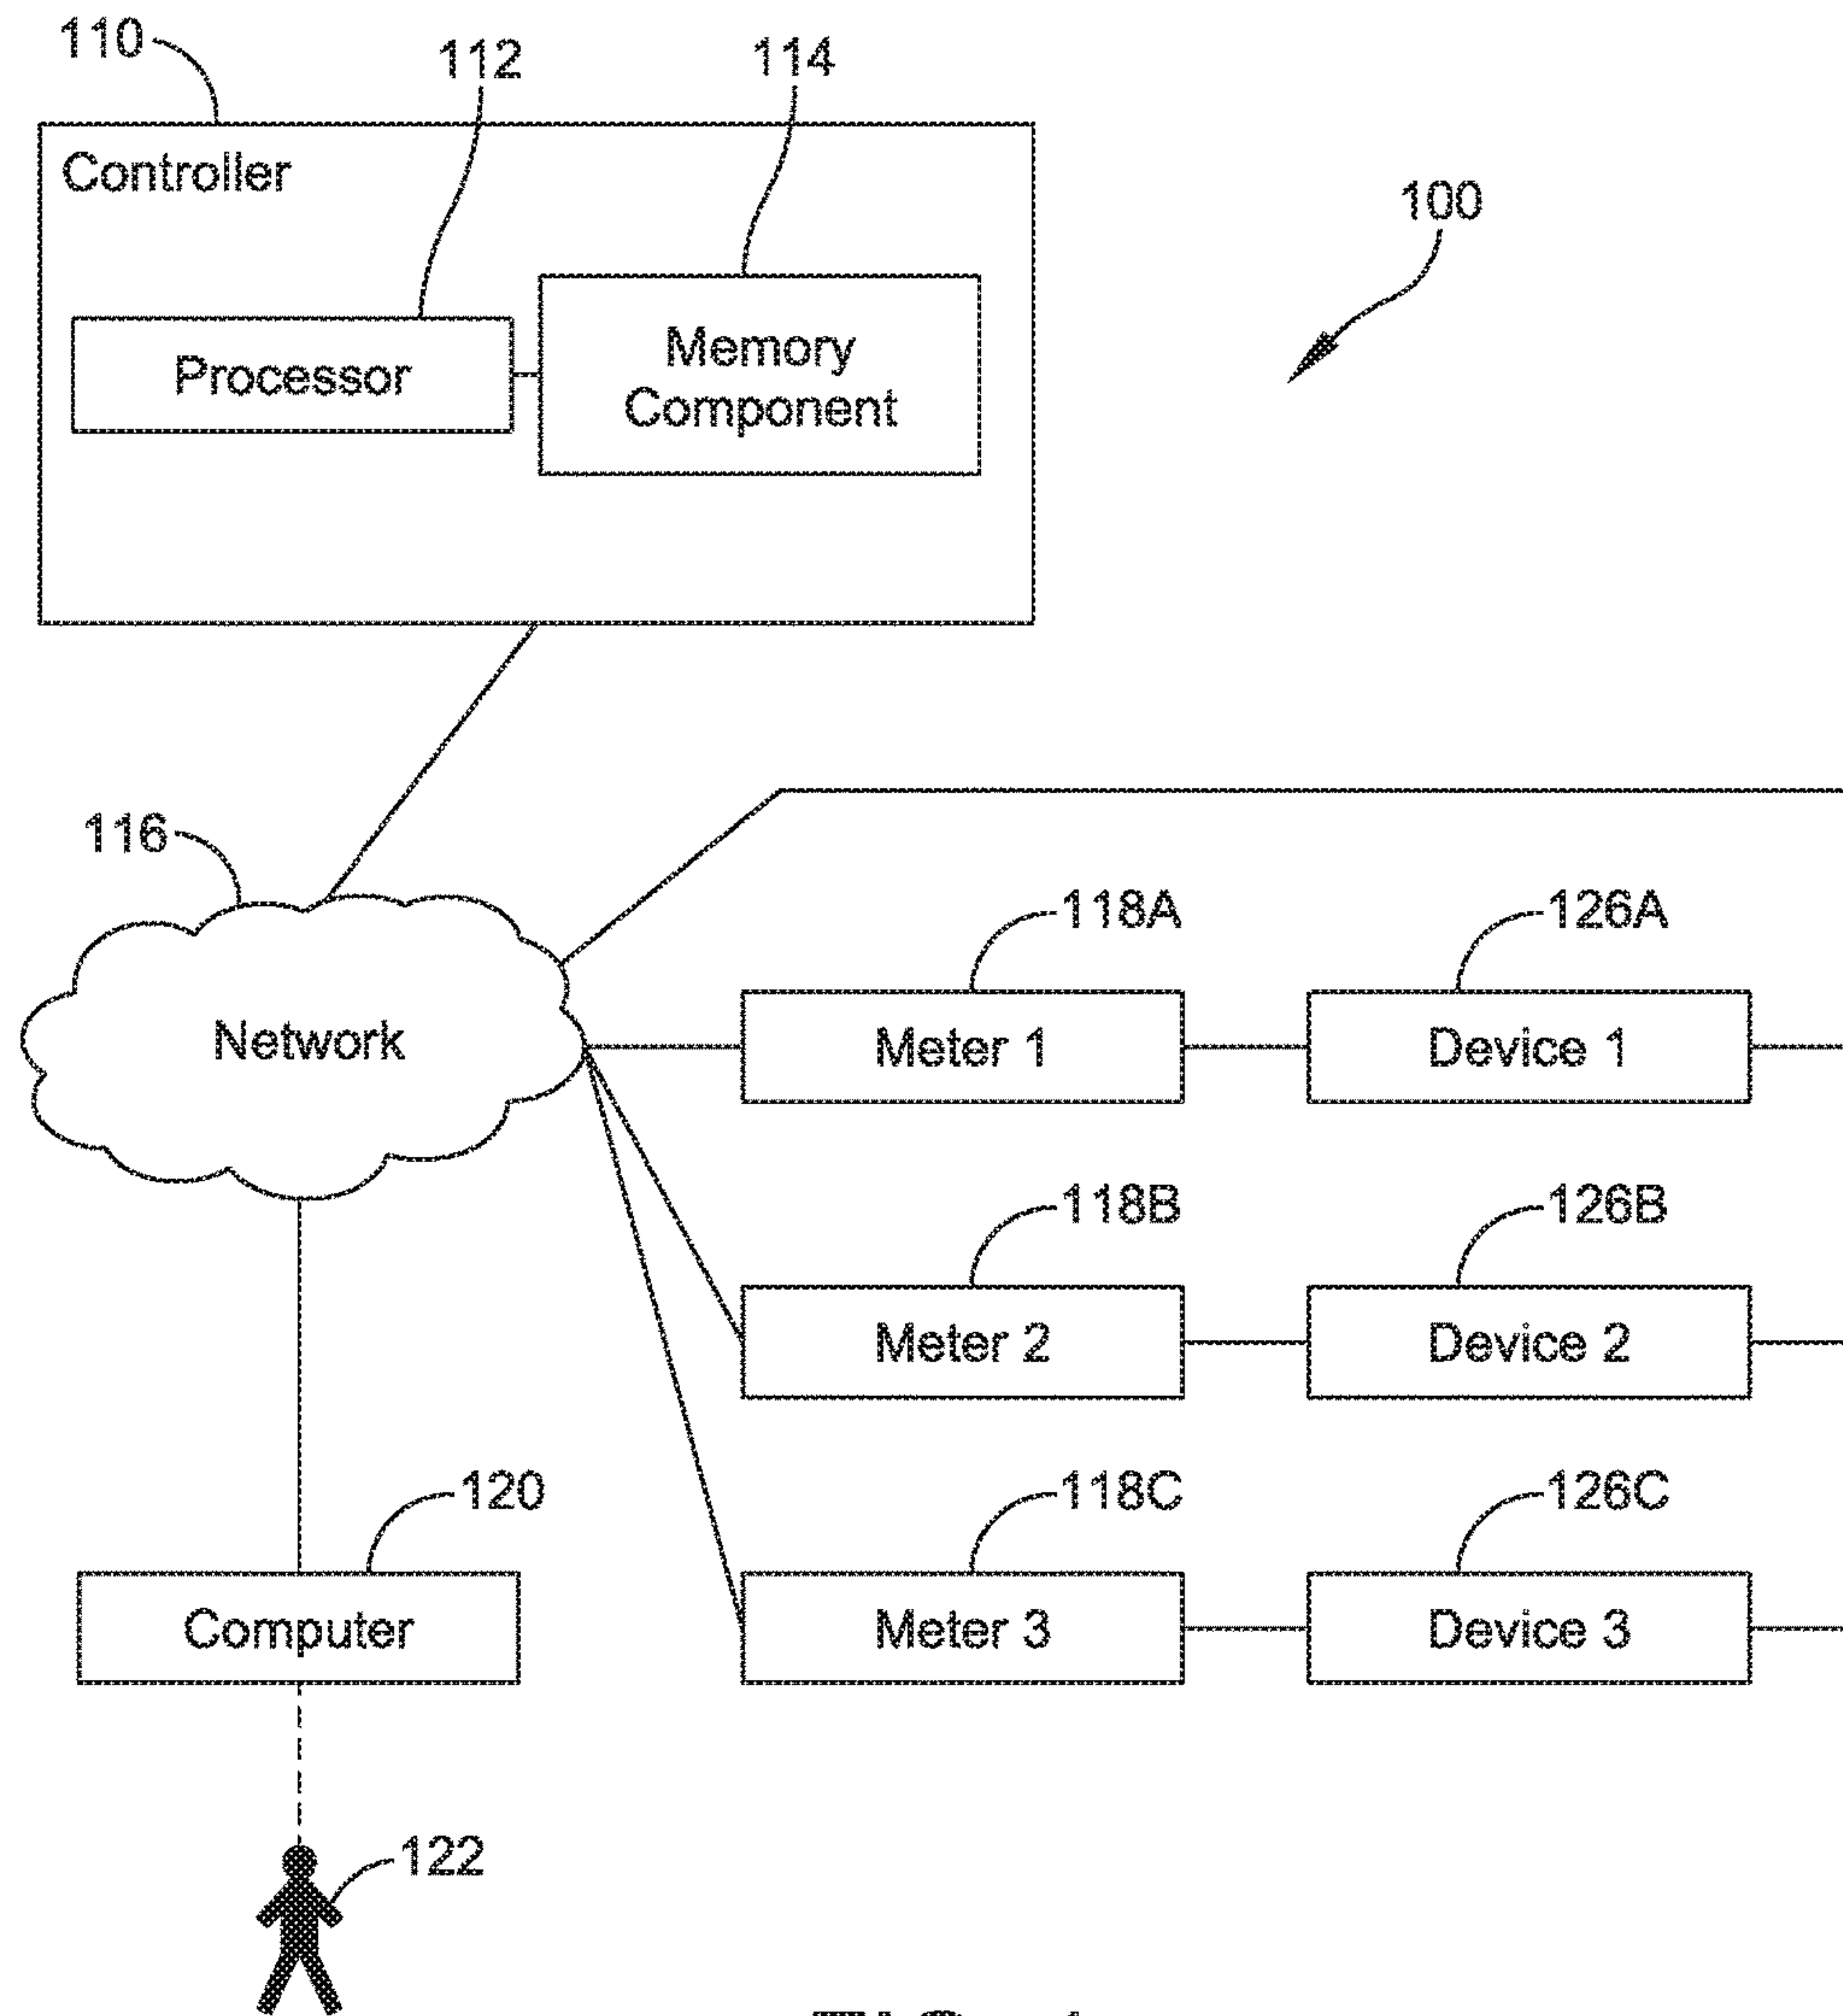 110
112
114
Controller
100
Processor
Memory
Component
116
118A
126A
Network
Meter 1
Device 1
118B
126B
Meter 2
Device 2
120
118C
126C
Computer
Meter 3
Device 3
122